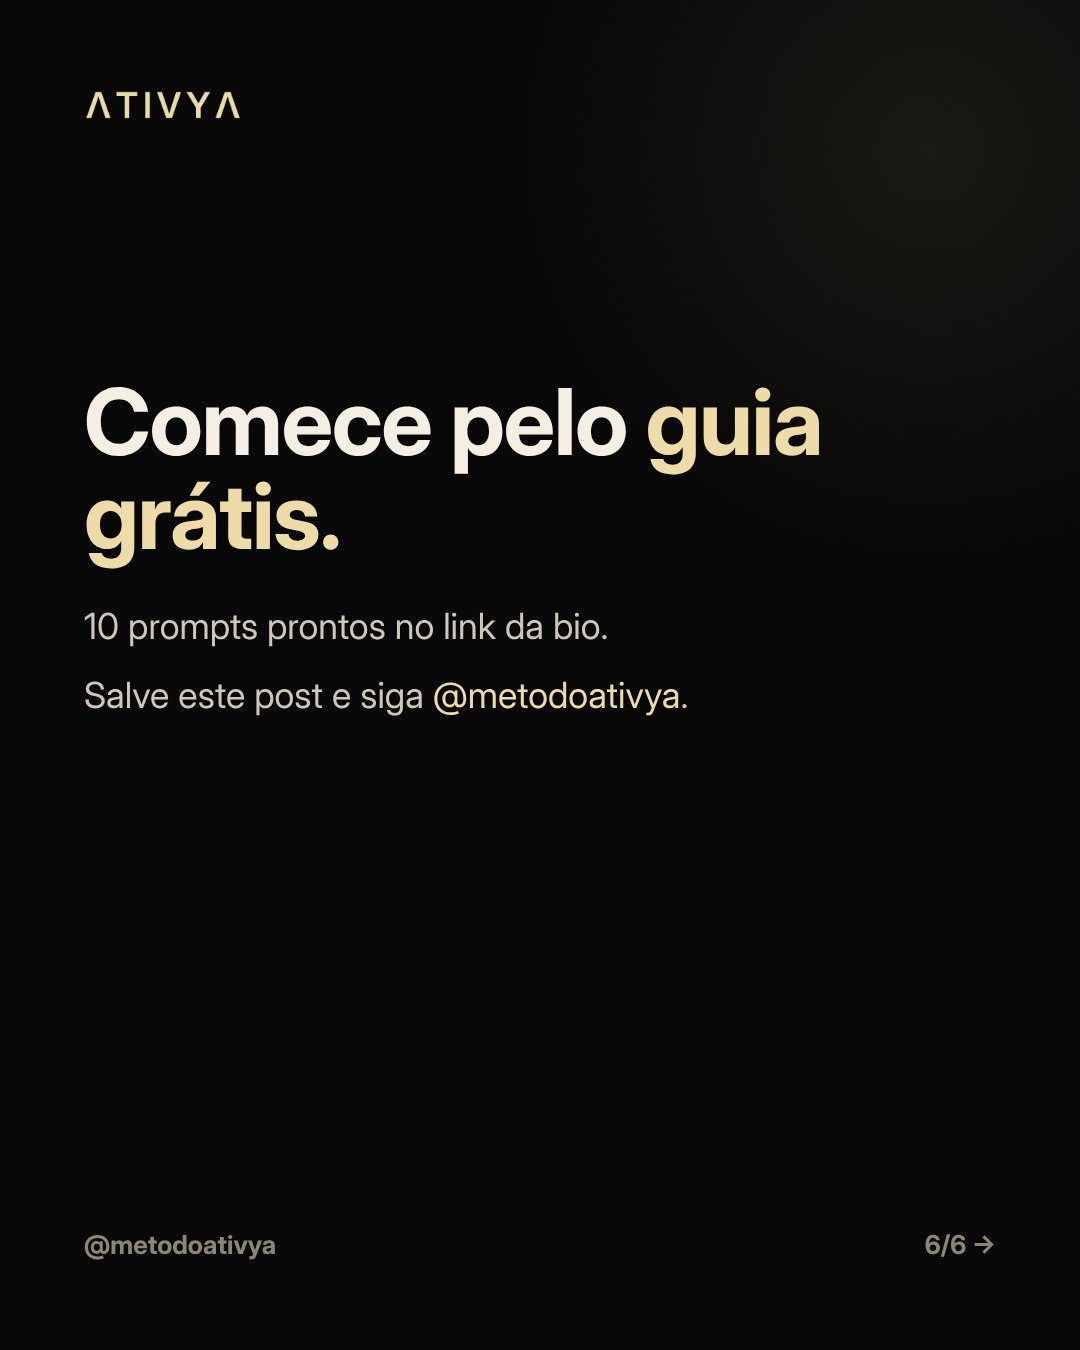 ATIVYA
Comece pelo guia
grátis.
10 prompts prontos no link da bio.
Salve este post e siga @metodoativya.
@metodoativya
6/6 →